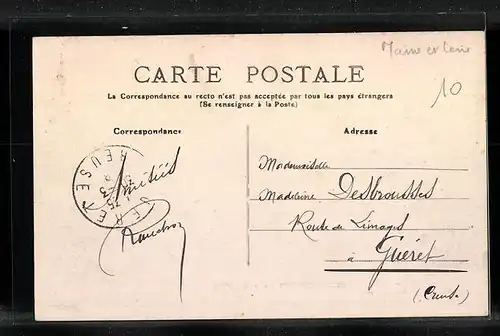 Maine et Loire
10
CARTE POSTALE
La Correspondance au recto n'est pas acceptée par tous les pays étrangers
(Se renseigner à la Poste)
Correspondance
Adresse
Amitiés
Mademoiselle
Madeleine Desbrousses
Route de Limoges
à Guéret
(Creuse)